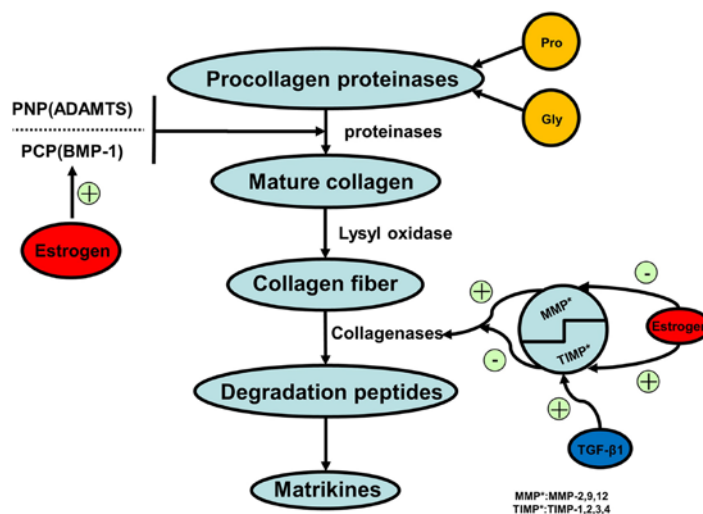 Pro
Procollagen proteinases
Gly
PNP(ADAMTS)
PCP(BMP-1)
proteinases
+
Mature collagen
Estrogen
Lysyl oxidase
Collagen fiber
+
-
MMP*
Estrogen
Collagenases
TIMP*
-
+
Degradation peptides
+
TGF-β1
Matrikines
MMP*:MMP-2,9,12
TIMP*:TIMP-1,2,3,4